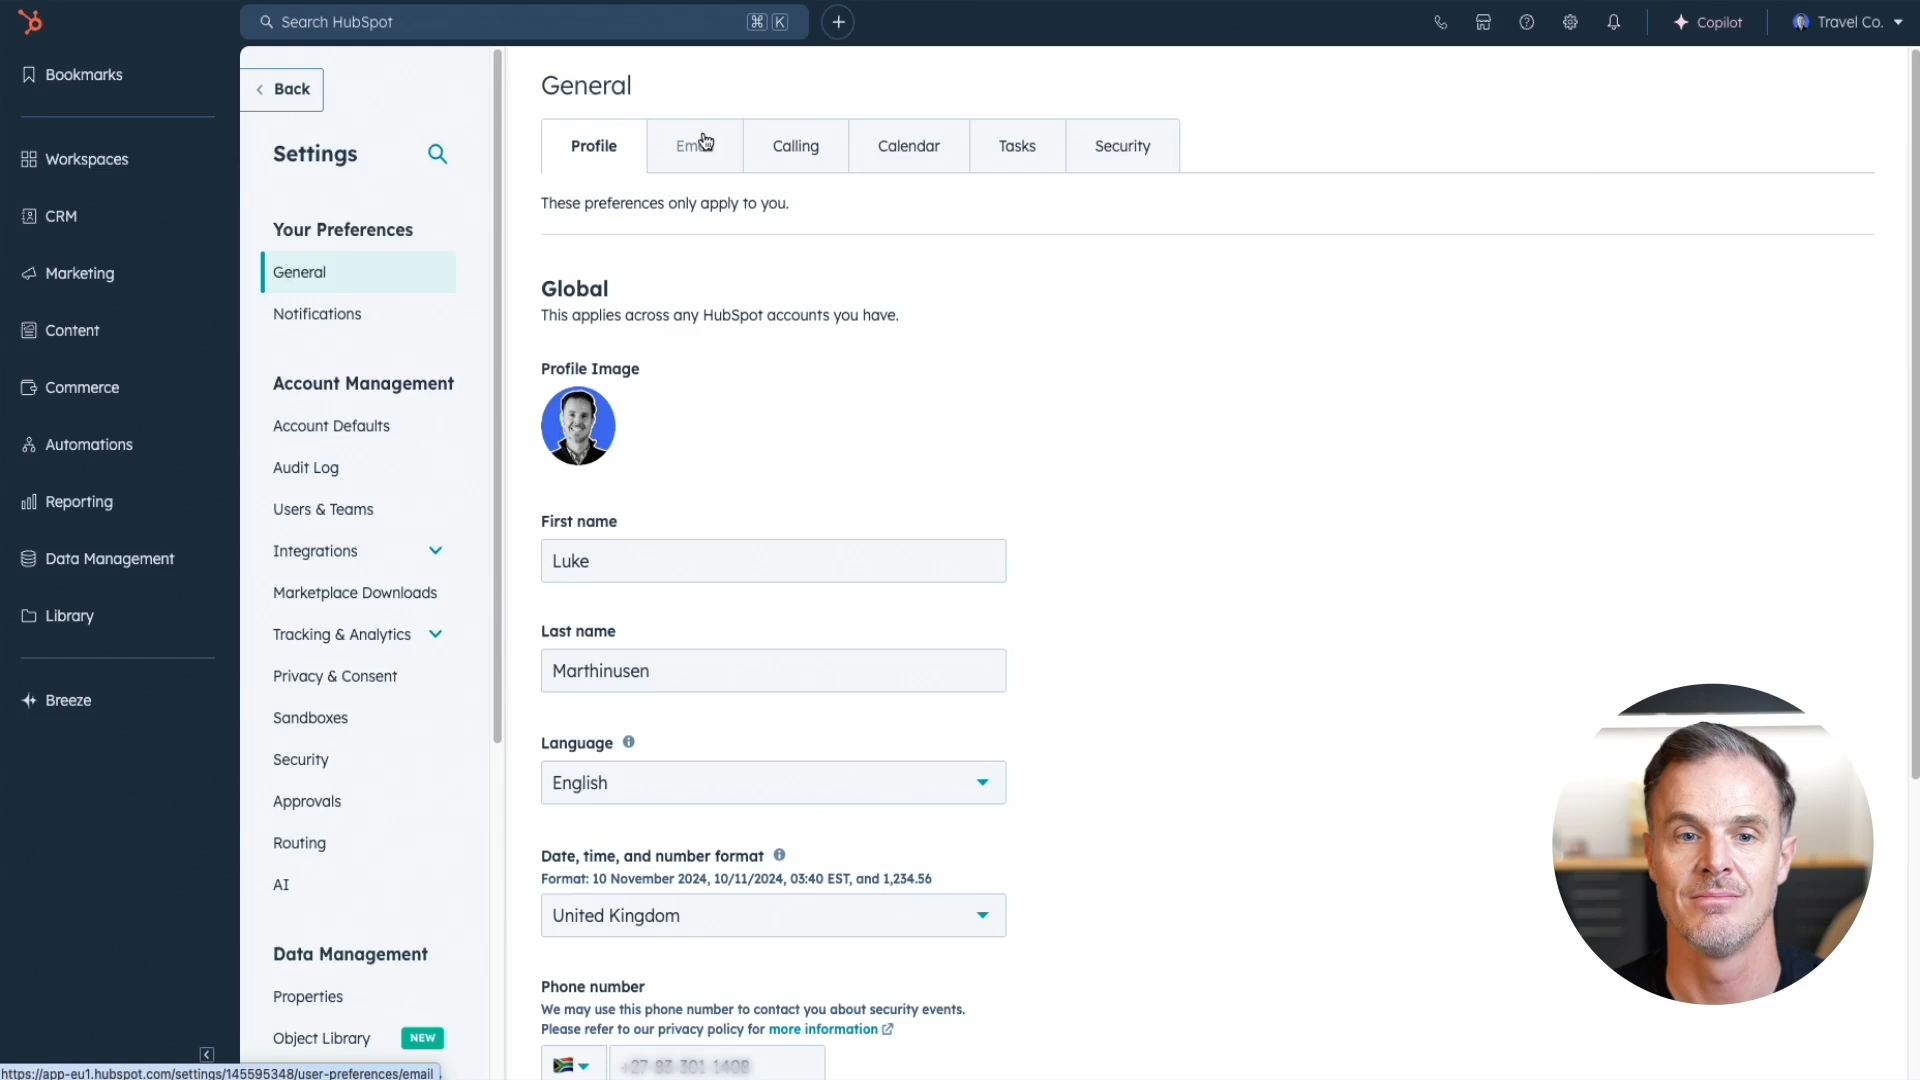 Search HubSpot
⌘ K
Copilot
Travel Co.
Bookmarks
Workspaces
CRM
Marketing
Content
Commerce
Automations
Reporting
Data Management
Library
Breeze
Back
Settings
Your Preferences
General
Notifications
Account Management
Account Defaults
Audit Log
Users & Teams
Integrations
Marketplace Downloads
Tracking & Analytics
Privacy & Consent
Sandboxes
Security
Approvals
Routing
AI
Data Management
Properties
Object Library NEW
General
Profile
Calling
Calendar
Tasks
Security
These preferences only apply to you.
Global
This applies across any HubSpot accounts you have.
Profile Image
First name
Luke
Last name
Marthinusen
Language
English
Date, time, and number format
Format: 10 November 2024, 10/11/2024, 03:40 EST, and 1,234.56
United Kingdom
Phone number
We may use this phone number to contact you about security events.
Please refer to our privacy policy for more information
https://app-eu1.hubspot.com/settings/145595348/user-preferences/email